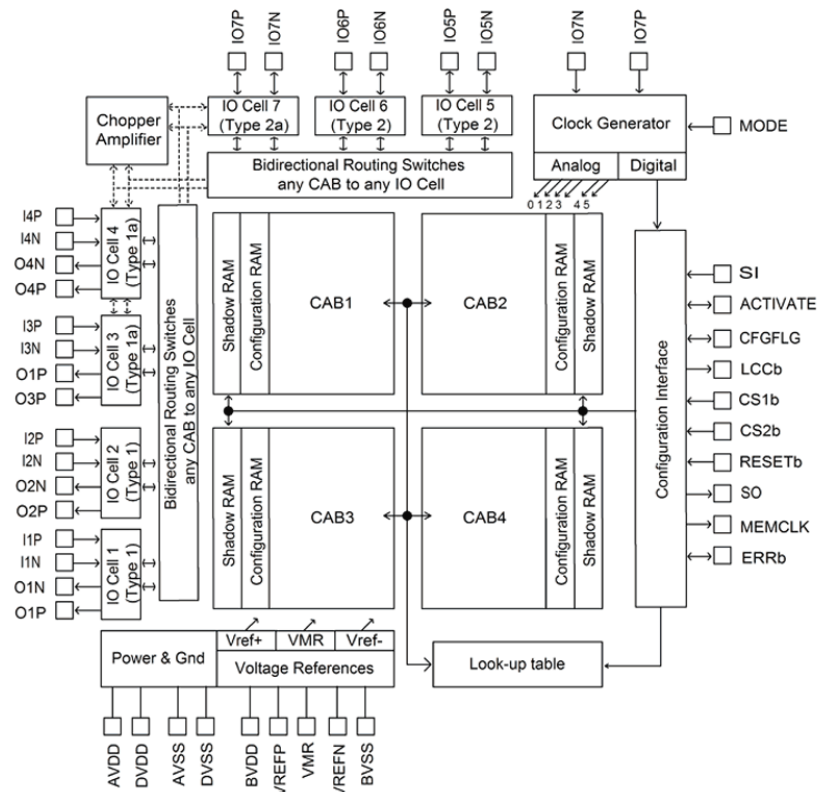 IO7P IO7N IO6P IO6N IO5P IO5N IO7N IO7P
Chopper
Amplifier
IO Cell 7
(Type 2a)
IO Cell 6
(Type 2)
IO Cell 5
(Type 2)
Clock Generator
MODE
Analog Digital
Bidirectional Routing Switches
any CAB to any IO Cell
0 1 2 3 4 5
I4P
I4N
O4N
O4P
IO Cell 4
(Type 1a)
I3P
I3N
O1P
O3P
IO Cell 3
(Type 1a)
I2P
I2N
O2N
O2P
IO Cell 2
(Type 1)
I1P
I1N
O1N
O1P
IO Cell 1
(Type 1)
Bidirectional Routing Switches
any CAB to any IO Cell
Shadow RAM
Configuration RAM
CAB1
CAB2
Configuration RAM
Shadow RAM
Shadow RAM
Configuration RAM
CAB3
CAB4
Configuration RAM
Shadow RAM
Configuration Interface
SI
ACTIVATE
CFGFLG
LCCb
CS1b
CS2b
RESETb
SO
MEMCLK
ERRb
Power & Gnd
Vref+ VMR Vref-
Voltage References
Look-up table
AVDD DVDD AVSS DVSS BVDD VREFP VMR VREFN BVSS